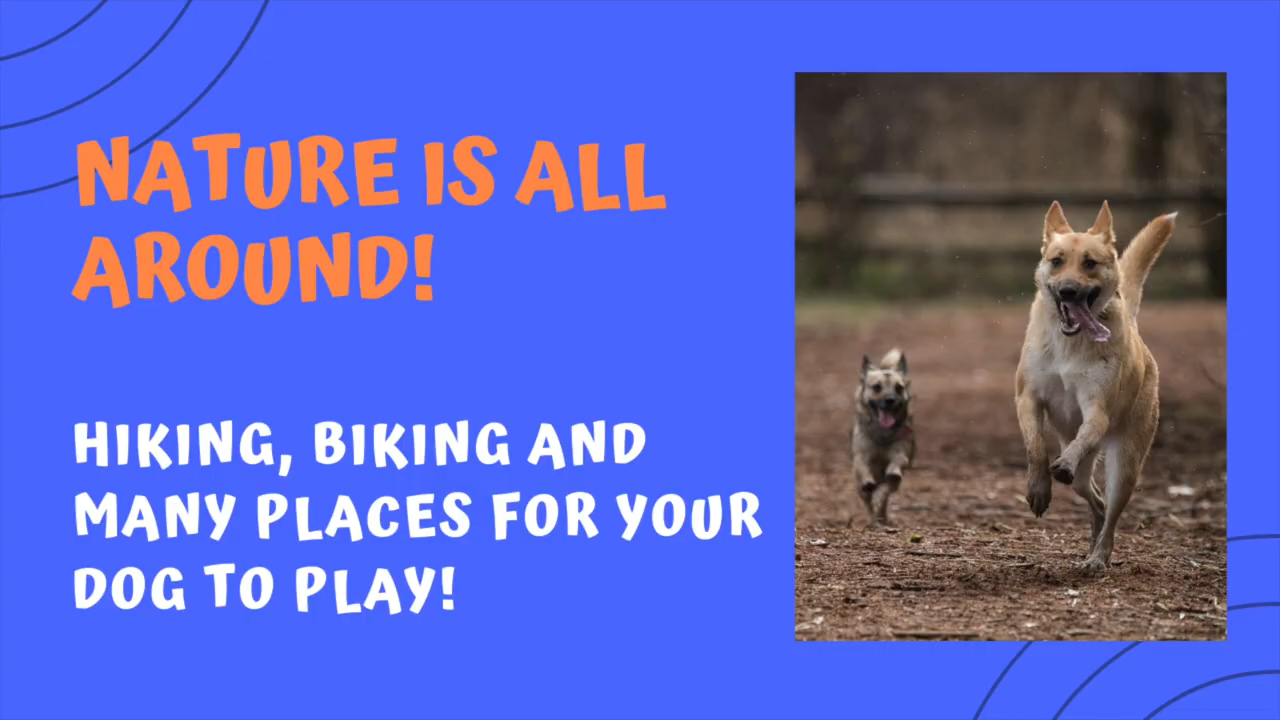 NATURE IS ALL
AROUND!
HIKING, BIKING AND
MANY PLACES FOR YOUR
DOG TO PLAY!